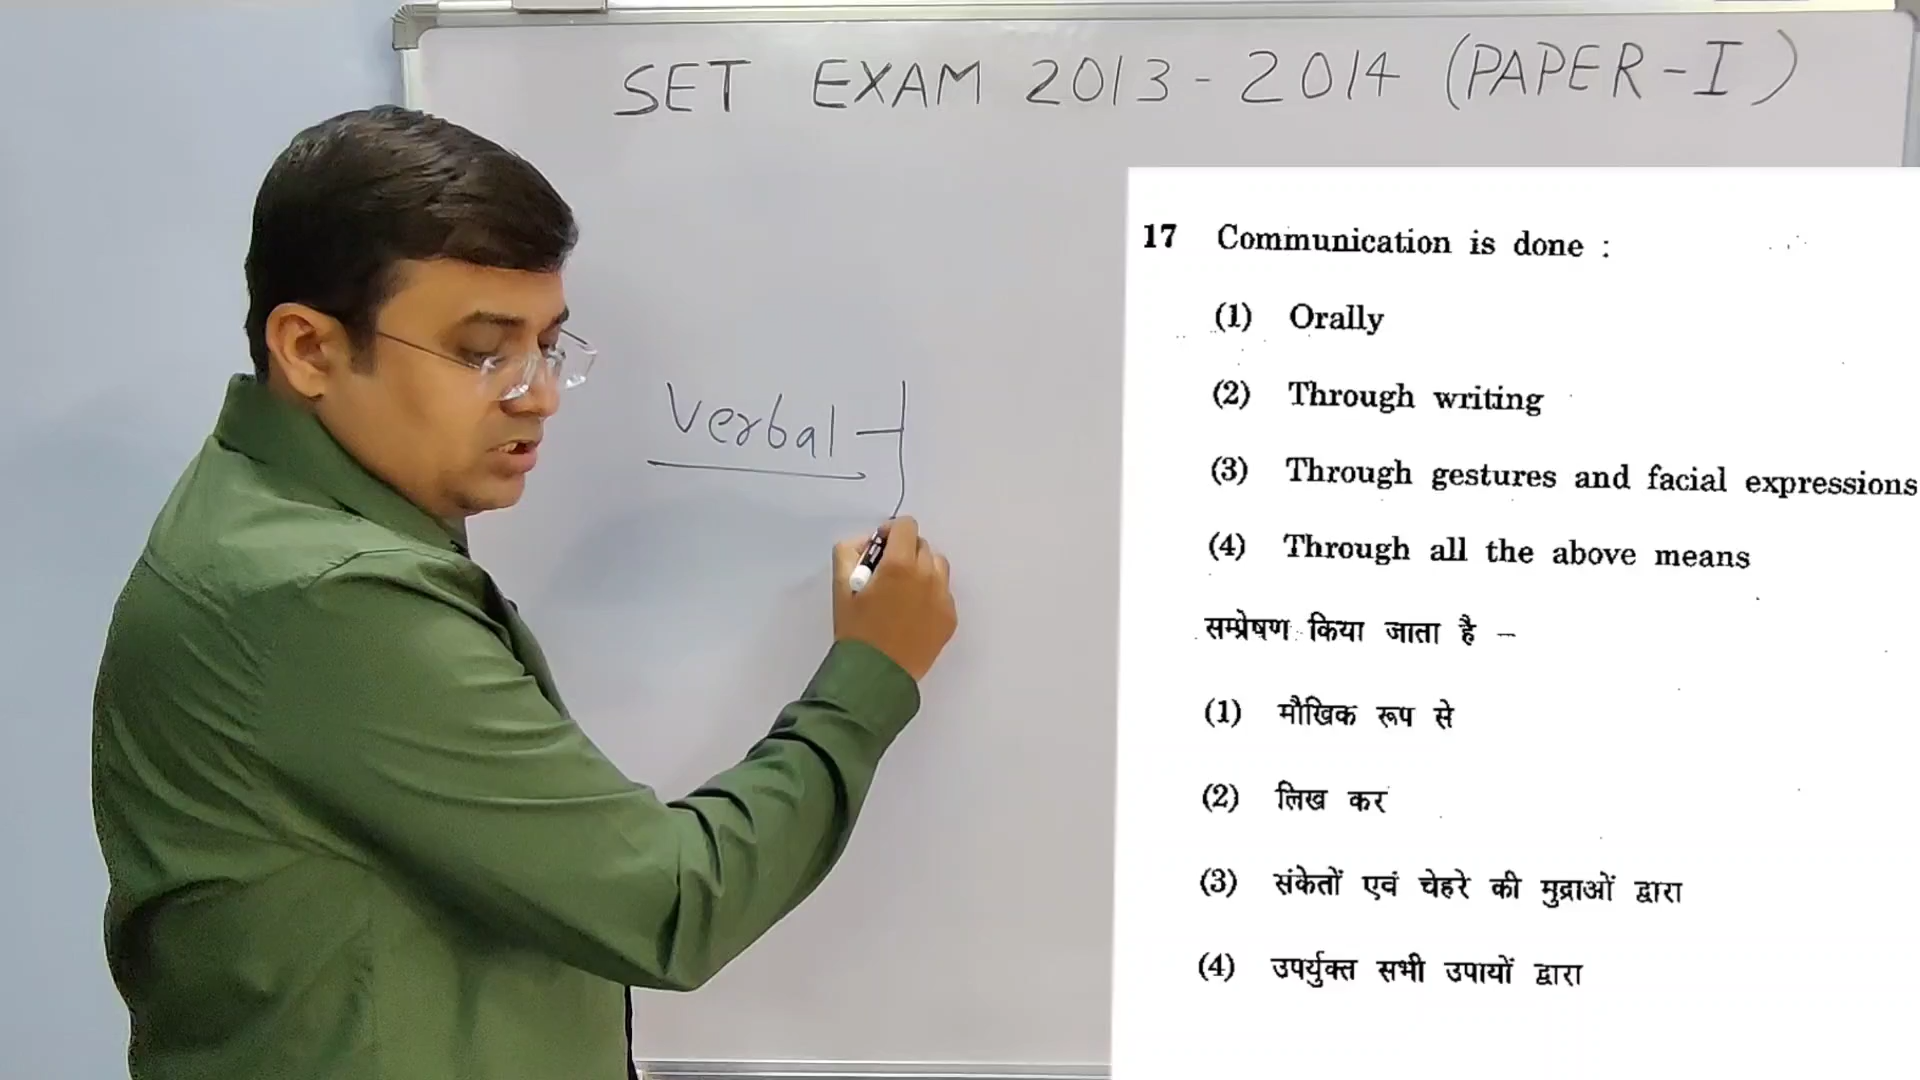 SET EXAM 2013-2014 (PAPER-I)
Verbal
17 Communication is done :
(1) Orally
(2) Through writing
(3) Through gestures and facial expressions
(4) Through all the above means
सम्प्रेषण किया जाता है –
(1) मौखिक रूप से
(2) लिख कर
(3) संकेतों एवं चेहरे की मुद्राओं द्वारा
(4) उपर्युक्त सभी उपायों द्वारा